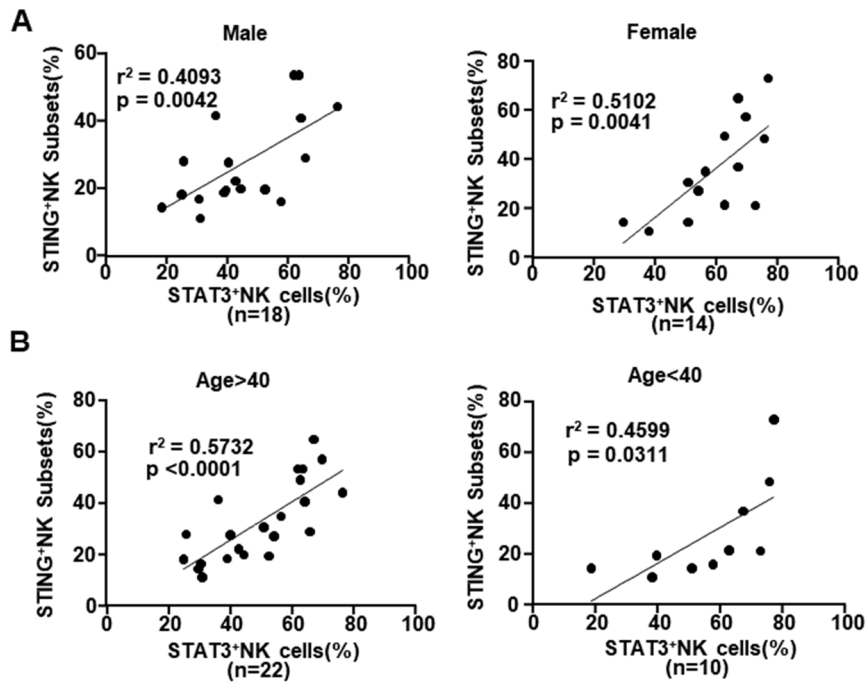 A
Male
STING⁺NK Subsets(%)
60
40
20
0
r² = 0.4093
p = 0.0042
20
40
60
80
100
STAT3⁺NK cells(%)
(n=18)
Female
STING⁺NK Subsets(%)
80
60
40
20
0
r² = 0.5102
p = 0.0041
0
20
40
60
80
100
STAT3⁺NK cells(%)
(n=14)
B
Age>40
STING⁺NK Subsets(%)
80
60
40
20
0
r² = 0.5732
p <0.0001
0
20
40
60
80
100
STAT3⁺NK cells(%)
(n=22)
Age<40
STING⁺NK Subsets(%)
80
60
40
20
0
r² = 0.4599
p = 0.0311
0
20
40
60
80
100
STAT3⁺NK cells(%)
(n=10)